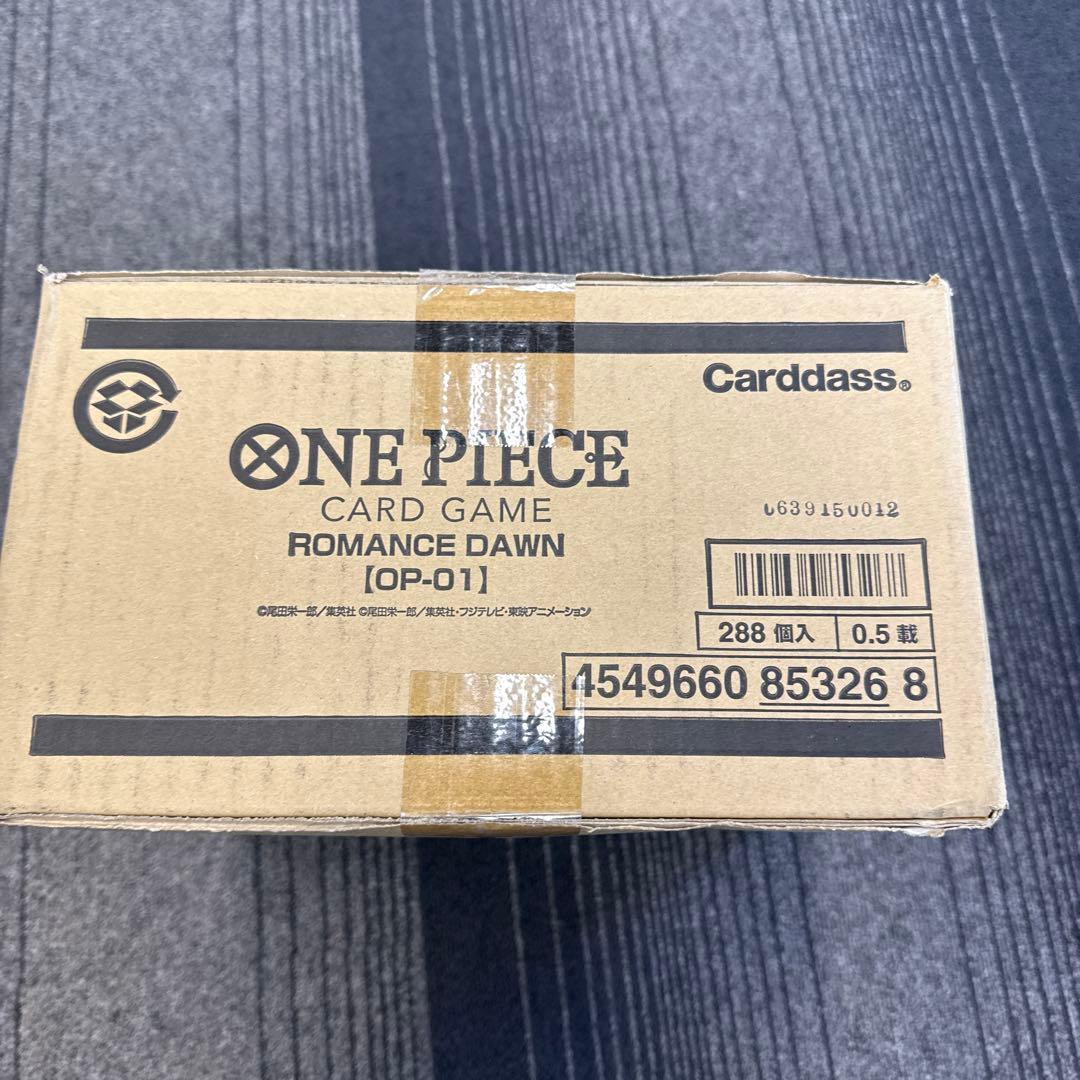 Carddass®
ONE PIECE
CARD GAME
ROMANCE DAWN
【OP-01】
©尾田栄一郎/集英社 ©尾田栄一郎/集英社・フジテレビ・東映アニメーション
0639150012
288 個入 0.5 載
4549660 85326 8